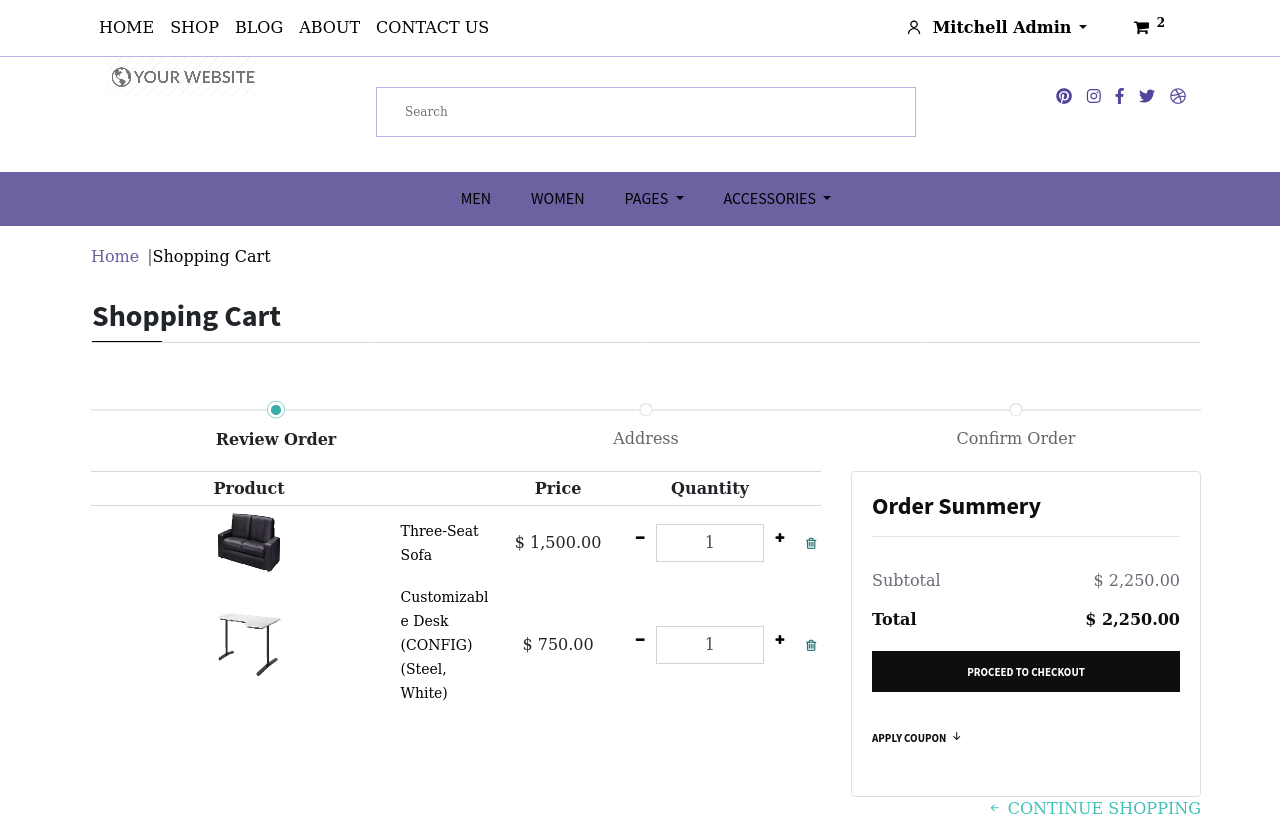 HOME SHOP BLOG ABOUT CONTACT US Mitchell Admin 2
YOUR WEBSITE
Search
MEN WOMEN PAGES ACCESSORIES
Home |Shopping Cart
Shopping Cart
Review Order Address Confirm Order
Product Price Quantity
Three-Seat
Sofa
$ 1,500.00
- 1 +
Customizabl
e Desk
(CONFIG)
(Steel,
White)
$ 750.00
- 1 +
Order Summery
Subtotal $ 2,250.00
Total $ 2,250.00
PROCEED TO CHECKOUT
APPLY COUPON ↓
← CONTINUE SHOPPING